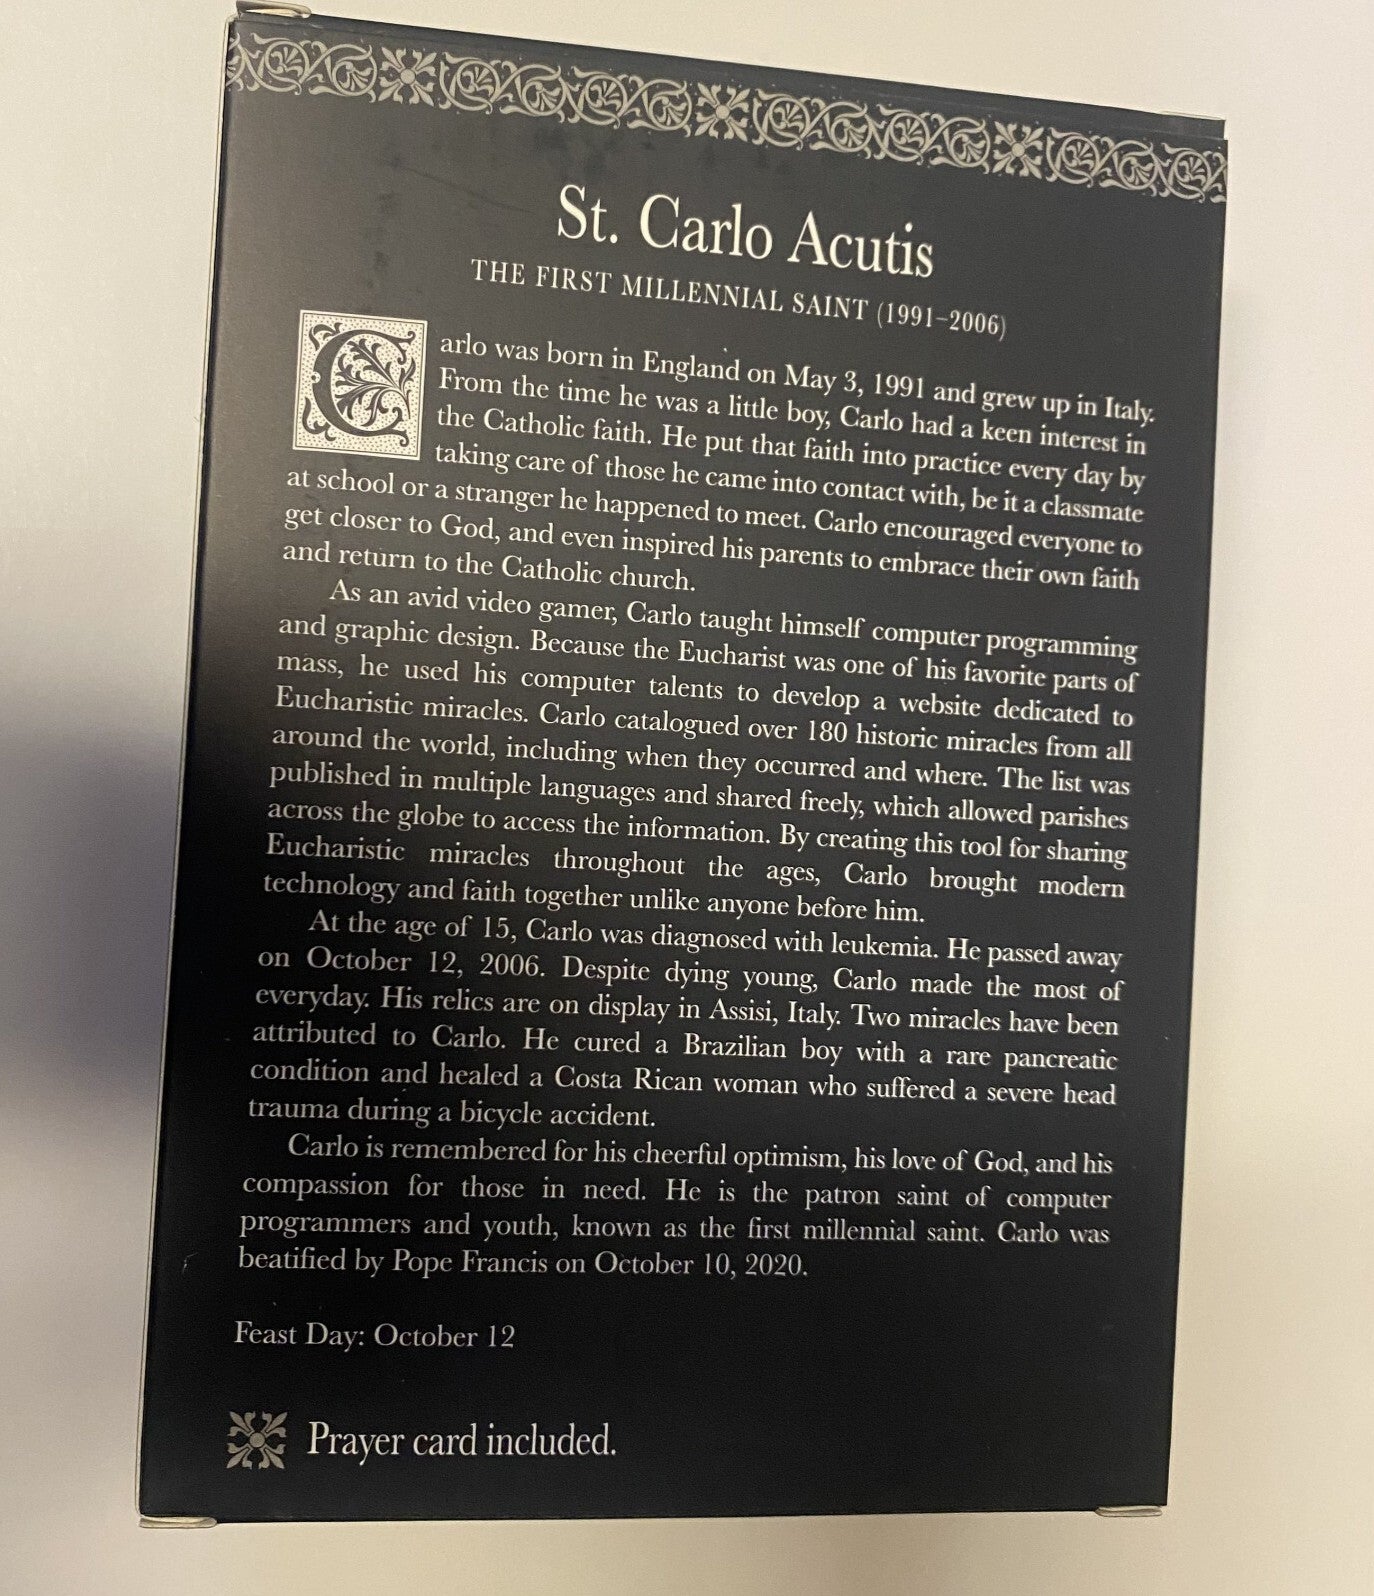 St. Carlo Acutis
THE FIRST MILLENNIAL SAINT (1991–2006)
Carlo was born in England on May 3, 1991 and grew up in Italy.
From the time he was a little boy, Carlo had a keen interest in
the Catholic faith. He put that faith into practice every day by
taking care of those he came into contact with, be it a classmate
at school or a stranger he happened to meet. Carlo encouraged everyone to
get closer to God, and even inspired his parents to embrace their own faith
and return to the Catholic church.
As an avid video gamer, Carlo taught himself computer programming
and graphic design. Because the Eucharist was one of his favorite parts of
mass, he used his computer talents to develop a website dedicated to
Eucharistic miracles. Carlo catalogued over 180 historic miracles from all
around the world, including when they occurred and where. The list was
published in multiple languages and shared freely, which allowed parishes
across the globe to access the information. By creating this tool for sharing
Eucharistic miracles throughout the ages, Carlo brought modern
technology and faith together unlike anyone before him.
At the age of 15, Carlo was diagnosed with leukemia. He passed away
on October 12, 2006. Despite dying young, Carlo made the most of
everyday. His relics are on display in Assisi, Italy. Two miracles have been
attributed to Carlo. He cured a Brazilian boy with a rare pancreatic
condition and healed a Costa Rican woman who suffered a severe head
trauma during a bicycle accident.
Carlo is remembered for his cheerful optimism, his love of God, and his
compassion for those in need. He is the patron saint of computer
programmers and youth, known as the first millennial saint. Carlo was
beatified by Pope Francis on October 10, 2020.
Feast Day: October 12
Prayer card included.